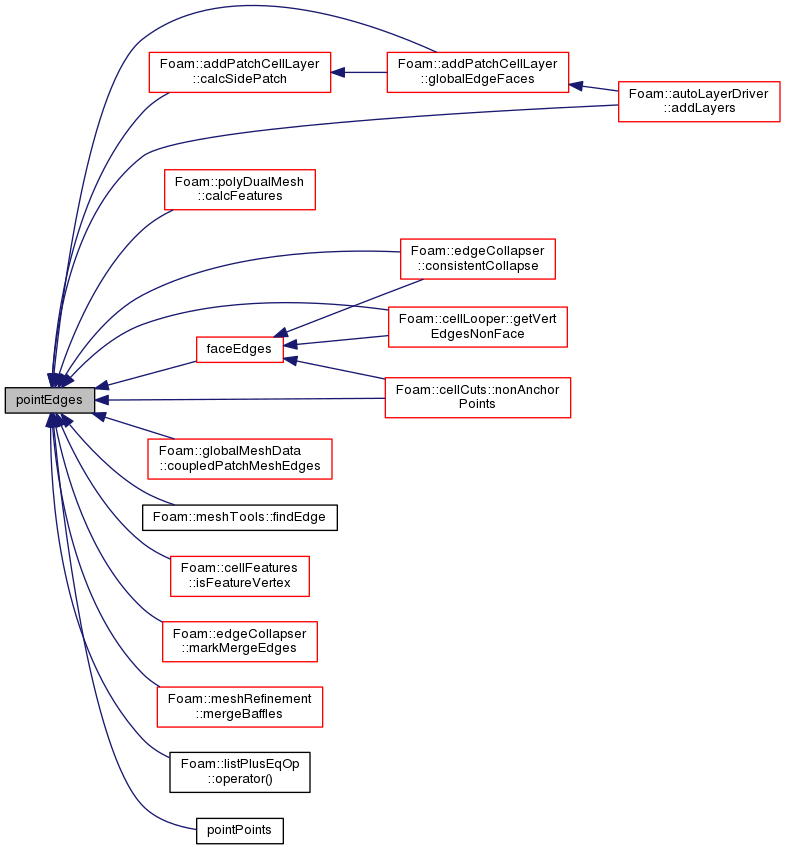 Foam::addPatchCellLayer
::calcSidePatch
Foam::addPatchCellLayer
::globalEdgeFaces
Foam::autoLayerDriver
::addLayers
Foam::polyDualMesh
::calcFeatures
Foam::edgeCollapser
::consistentCollapse
Foam::cellLooper::getVert
EdgesNonFace
faceEdges
Foam::cellCuts::nonAnchor
Points
pointEdges
Foam::globalMeshData
::coupledPatchMeshEdges
Foam::meshTools::findEdge
Foam::cellFeatures
::isFeatureVertex
Foam::edgeCollapser
::markMergeEdges
Foam::meshRefinement
::mergeBaffles
Foam::listPlusEqOp
::operator()
pointPoints